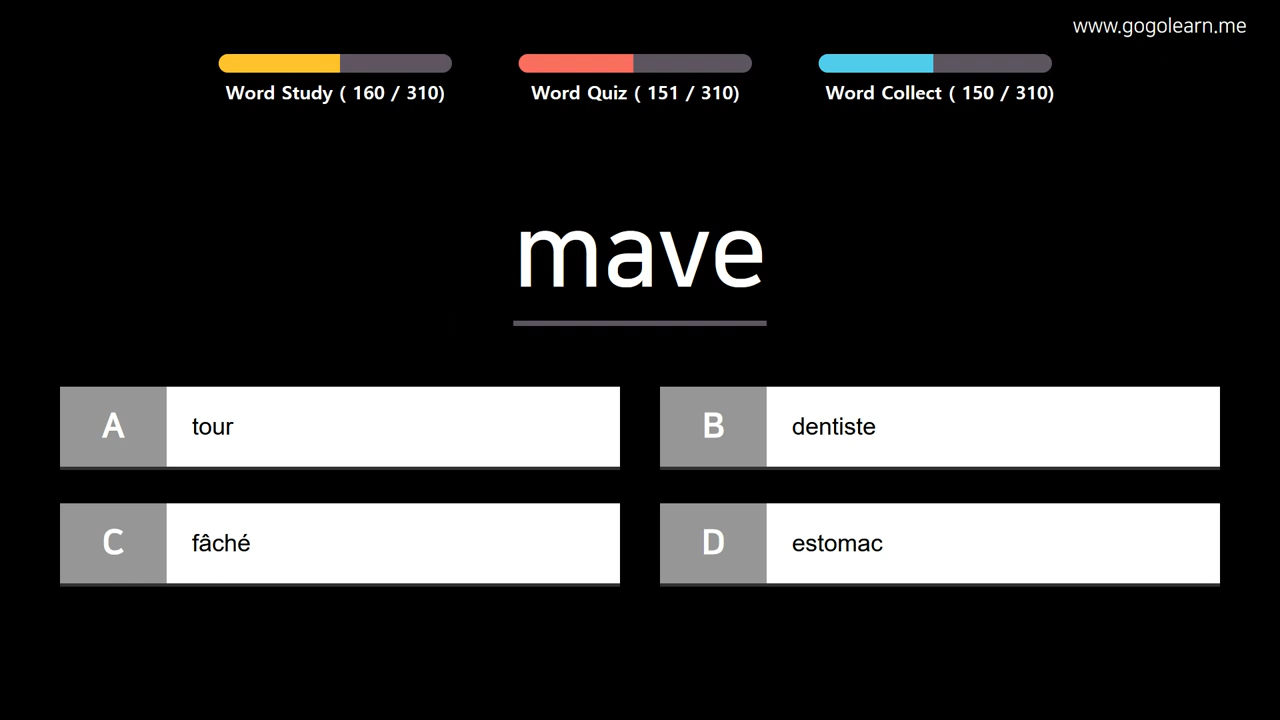 www.gogolearn.me
Word Study ( 160 / 310)
Word Quiz ( 151 / 310)
Word Collect ( 150 / 310)
mave
A tour
B dentiste
C fâché
D estomac